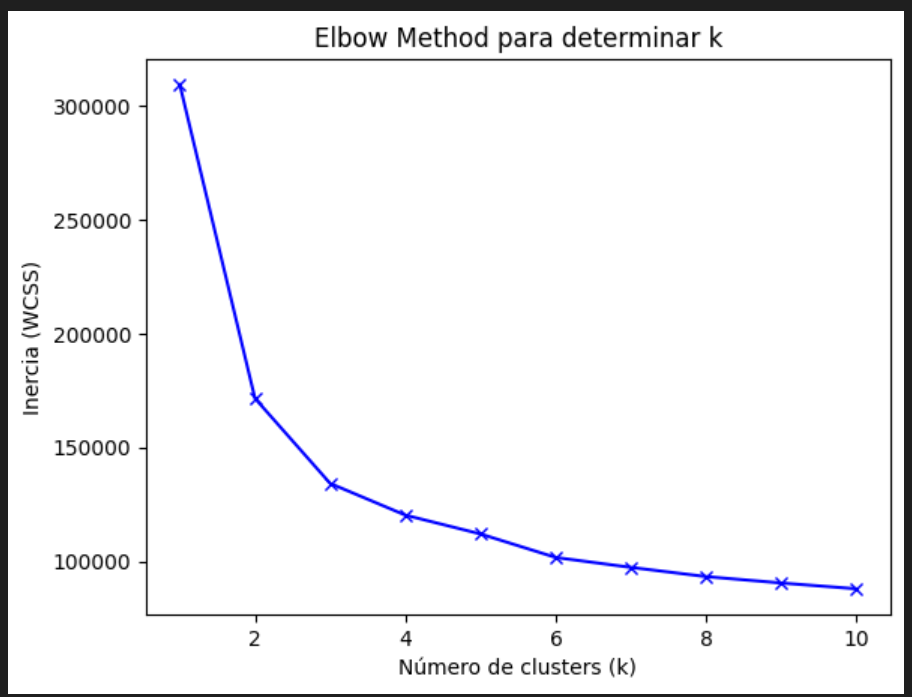 Elbow Method para determinar k
300000
250000
200000
150000
100000
Inercia (WCSS)
2 4 6 8 10
Número de clusters (k)